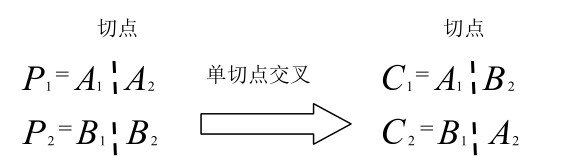 切点 切点
P₁=A₁¦A₂ 单切点交叉 C₁=A₁¦B₂
P₂=B₁¦B₂ C₂=B₁¦A₂